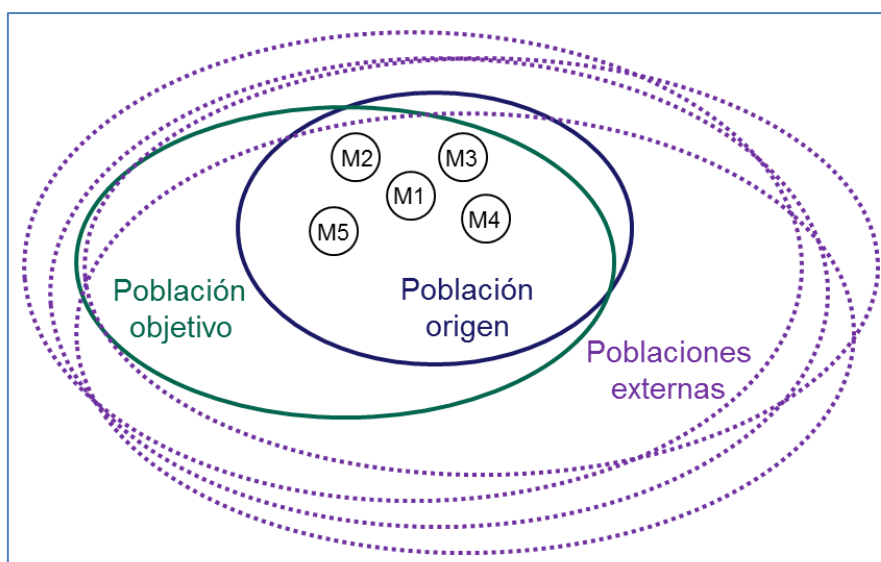 M2
M3
M1
M5
M4
Población
objetivo
Población
origen
Poblaciones
externas